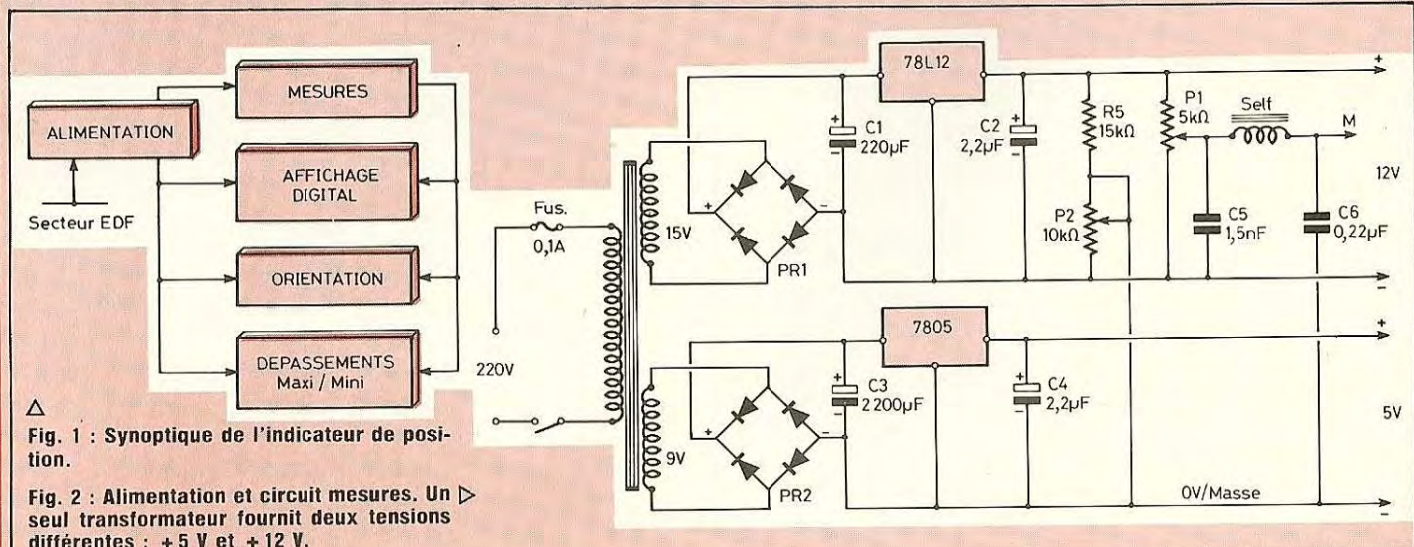 ALIMENTATION
Secteur EDF
MESURES
AFFICHAGE
DIGITAL
ORIENTATION
DEPASSEMENTS
Maxi / Mini
Fig. 1 : Synoptique de l'indicateur de posi-
tion.
Fig. 2 : Alimentation et circuit mesures. Un
seul transformateur fournit deux tensions
différentes : + 5 V et + 12 V.
220V
Fus.
0,1A
15V
PR1
+
−
+
C1
220µF
−
78L12
+
C2
2,2µF
−
R5
15kΩ
P2
10kΩ
P1
5kΩ
Self
C5
1,5nF
C6
0,22µF
+
M
12V
−
9V
PR2
+
−
+
C3
2200µF
−
7805
+
C4
2,2µF
−
+
5V
0V/Masse
−